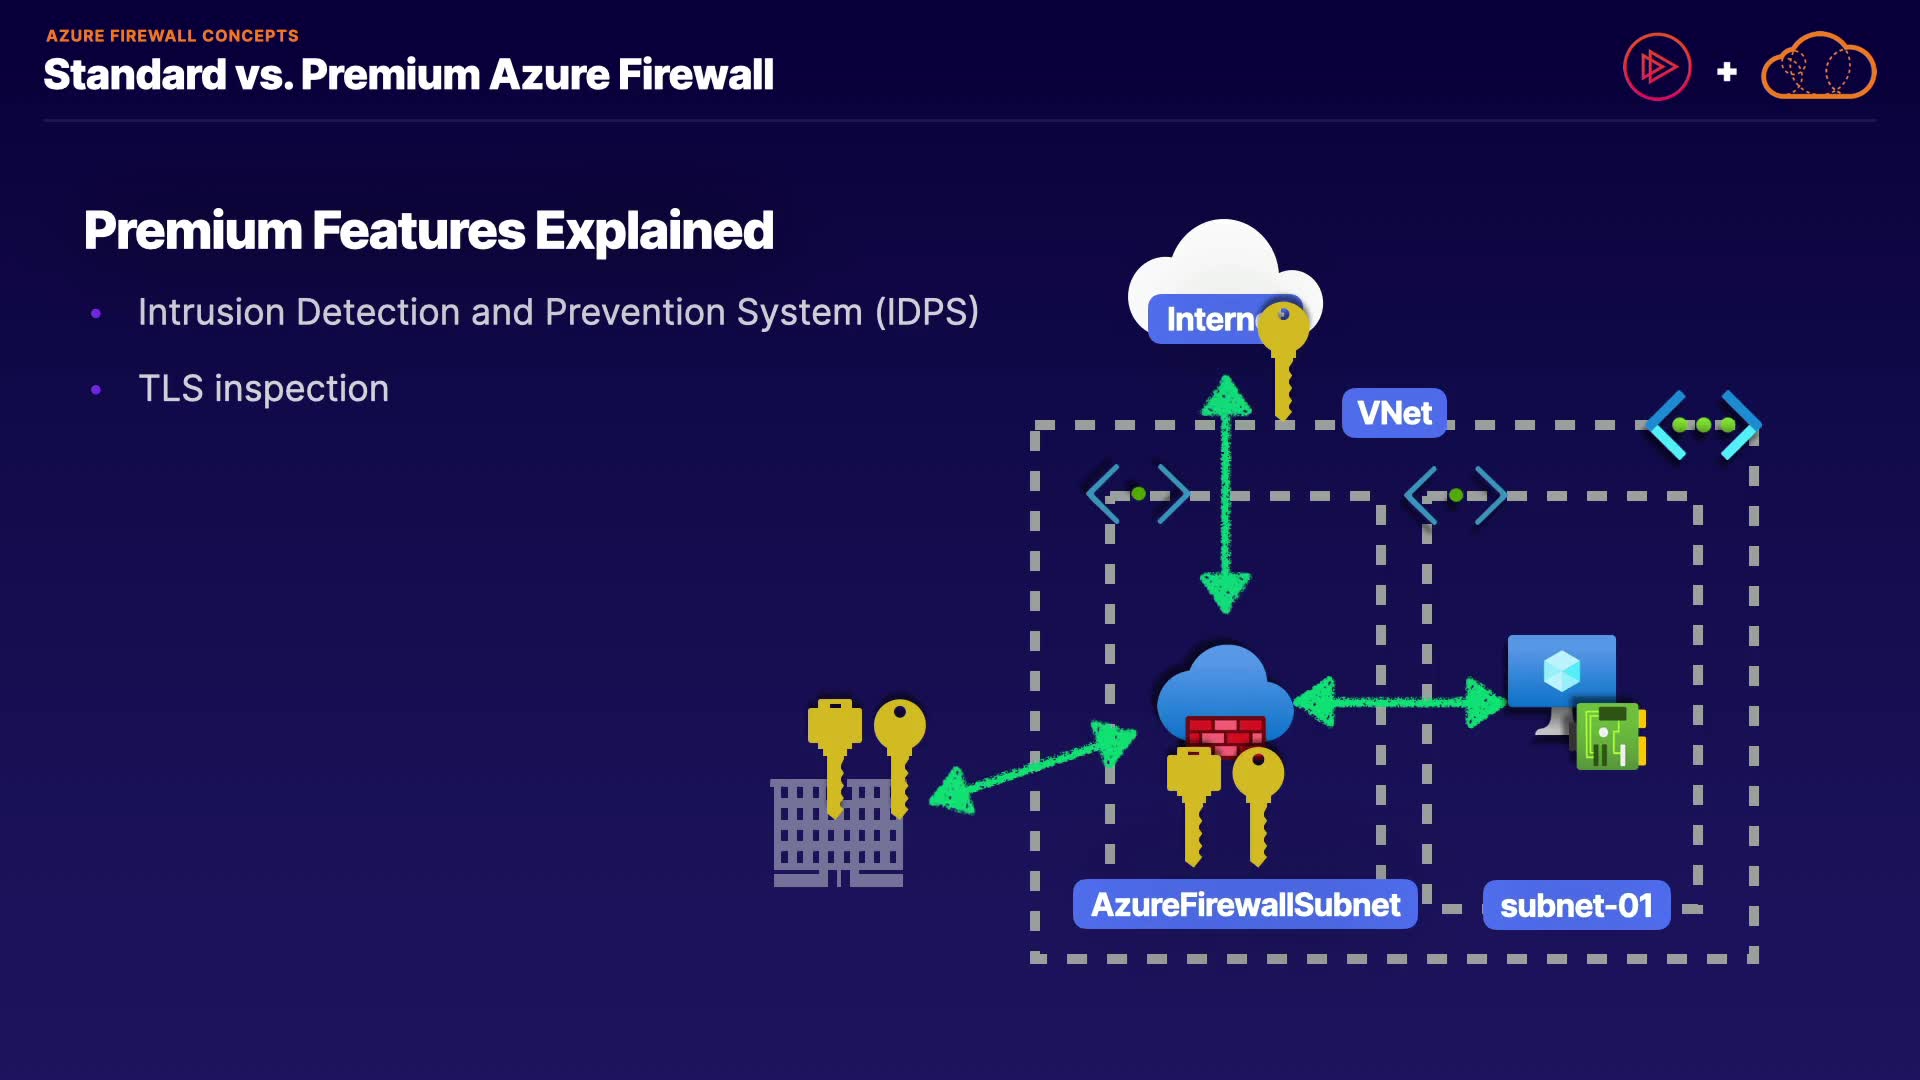 AZURE FIREWALL CONCEPTS
Standard vs. Premium Azure Firewall
Premium Features Explained
• Intrusion Detection and Prevention System (IDPS)
• TLS inspection
Intern
VNet
AzureFirewallSubnet
subnet-01